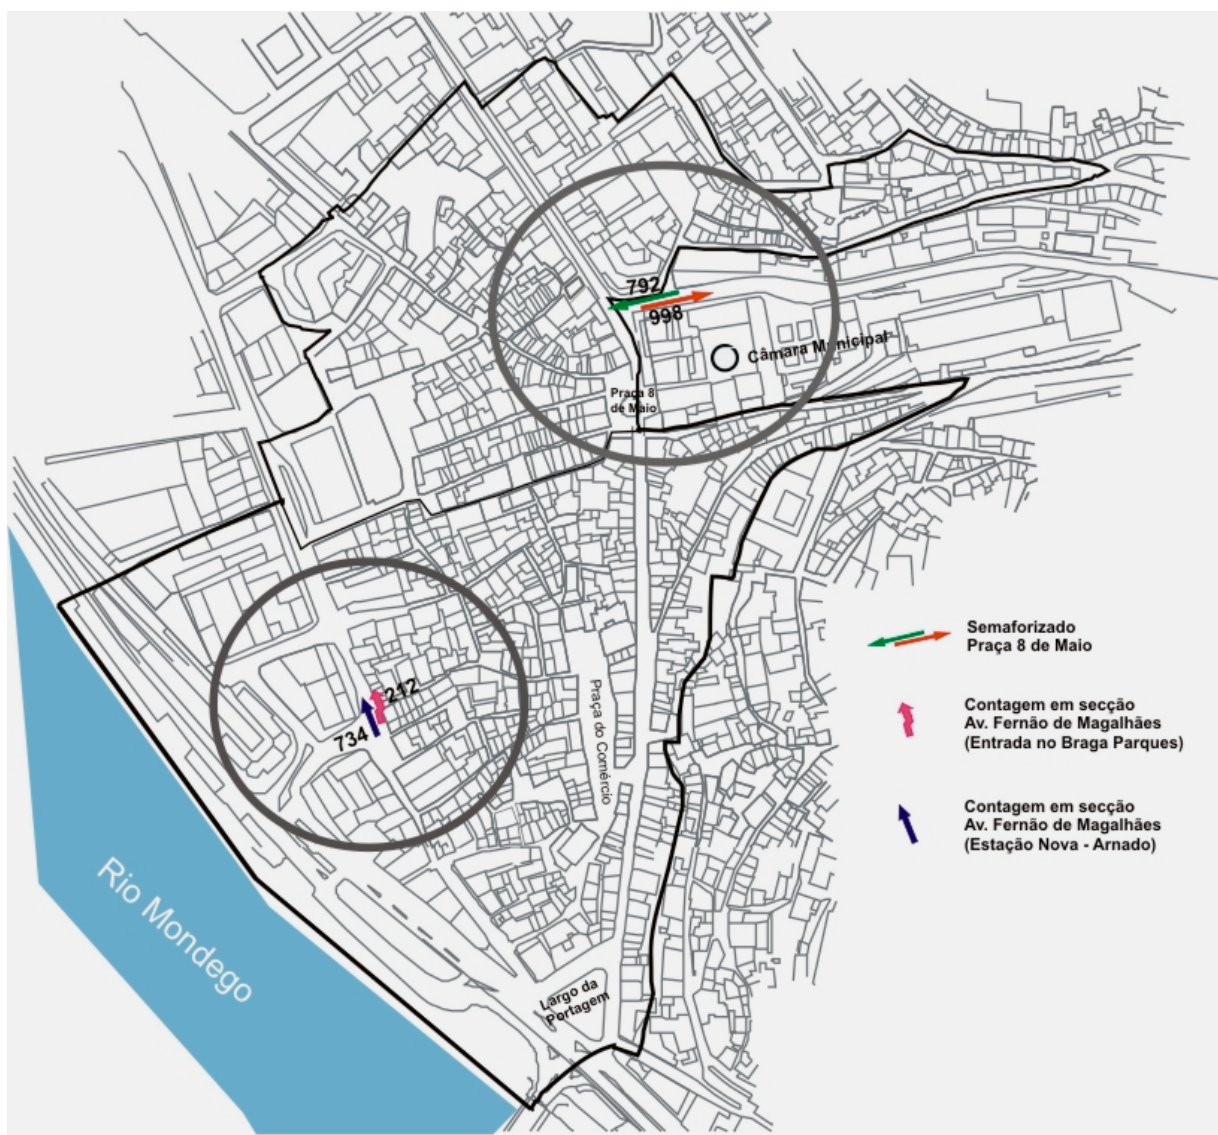 792
998
Câmara Municipal
Praça 8
de Maio
Semaforizado
Praça 8 de Maio
212
734
Praça do Comércio
Contagem em secção
Av. Fernão de Magalhães
(Entrada no Braga Parques)
Contagem em secção
Av. Fernão de Magalhães
(Estação Nova - Arnado)
Rio Mondego
Largo da
Portagem